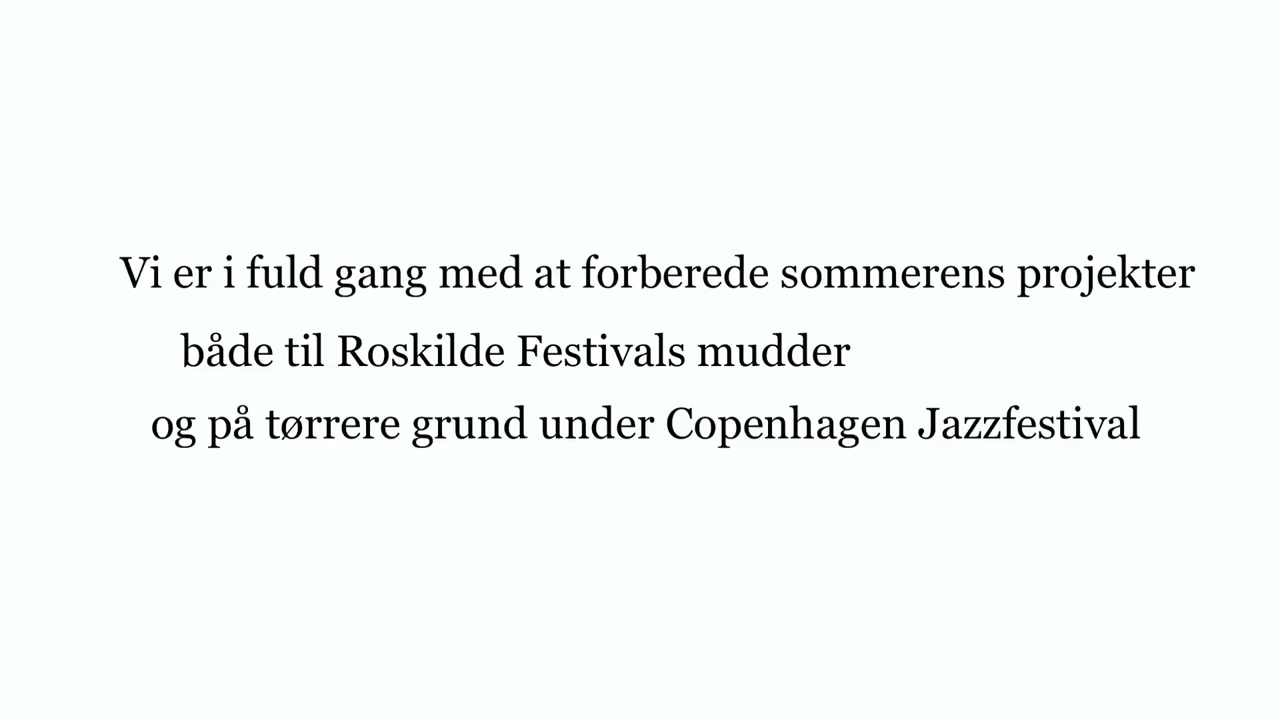 Vi er i fuld gang med at forberede sommerens projekter
både til Roskilde Festivals mudder
og på tørrere grund under Copenhagen Jazzfestival